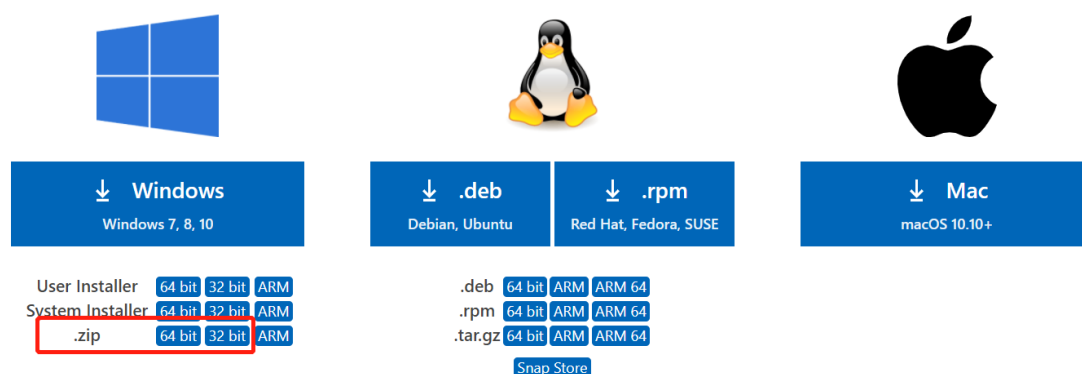 Windows
Windows 7, 8, 10
User Installer 64 bit 32 bit ARM
System Installer 64 bit 32 bit ARM
.zip 64 bit 32 bit ARM
.deb
Debian, Ubuntu
.rpm
Red Hat, Fedora, SUSE
.deb 64 bit ARM ARM 64
.rpm 64 bit ARM ARM 64
.tar.gz 64 bit ARM ARM 64
Snap Store
Mac
macOS 10.10+